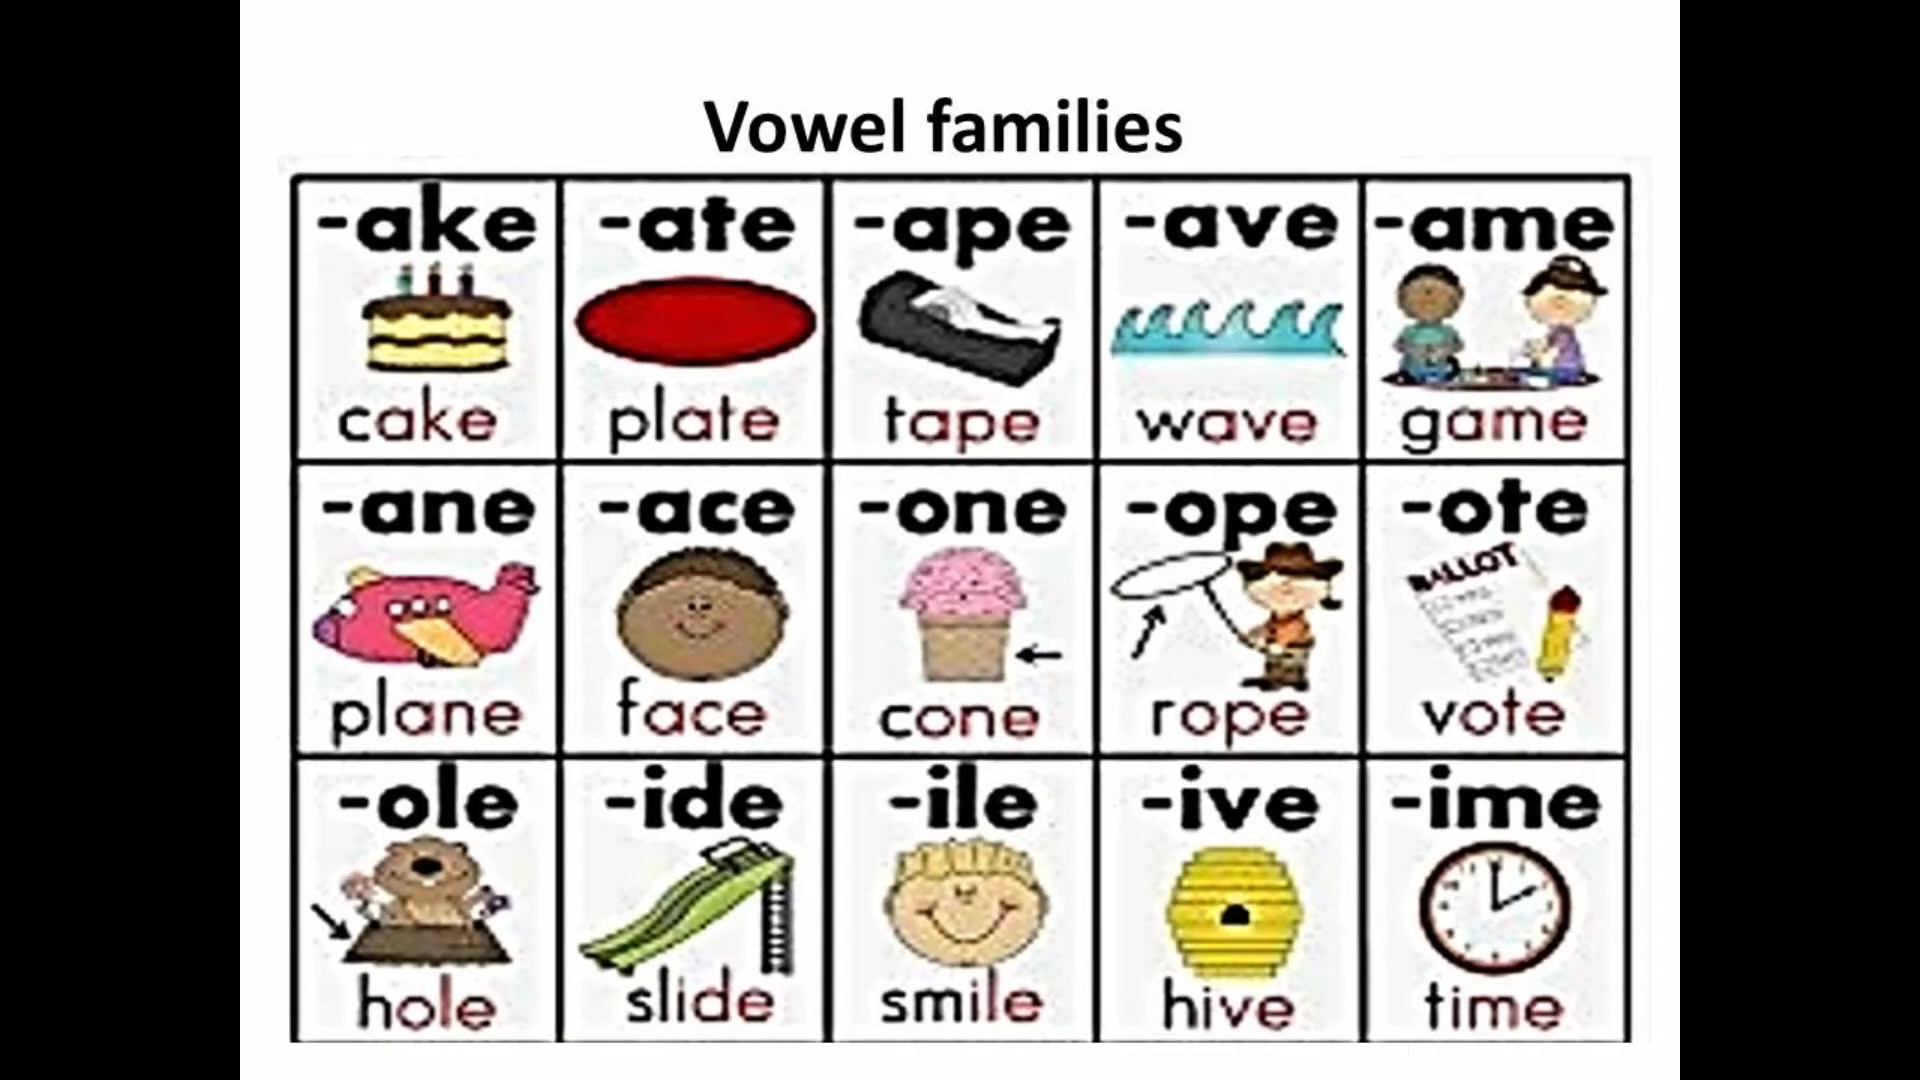 Vowel families
-ake -ate -ape -ave -ame
cake plate tape wave game
-ane -ace -one -ope -ote
BALLOT
plane face cone rope vote
-ole -ide -ile -ive -ime
hole slide smile hive time